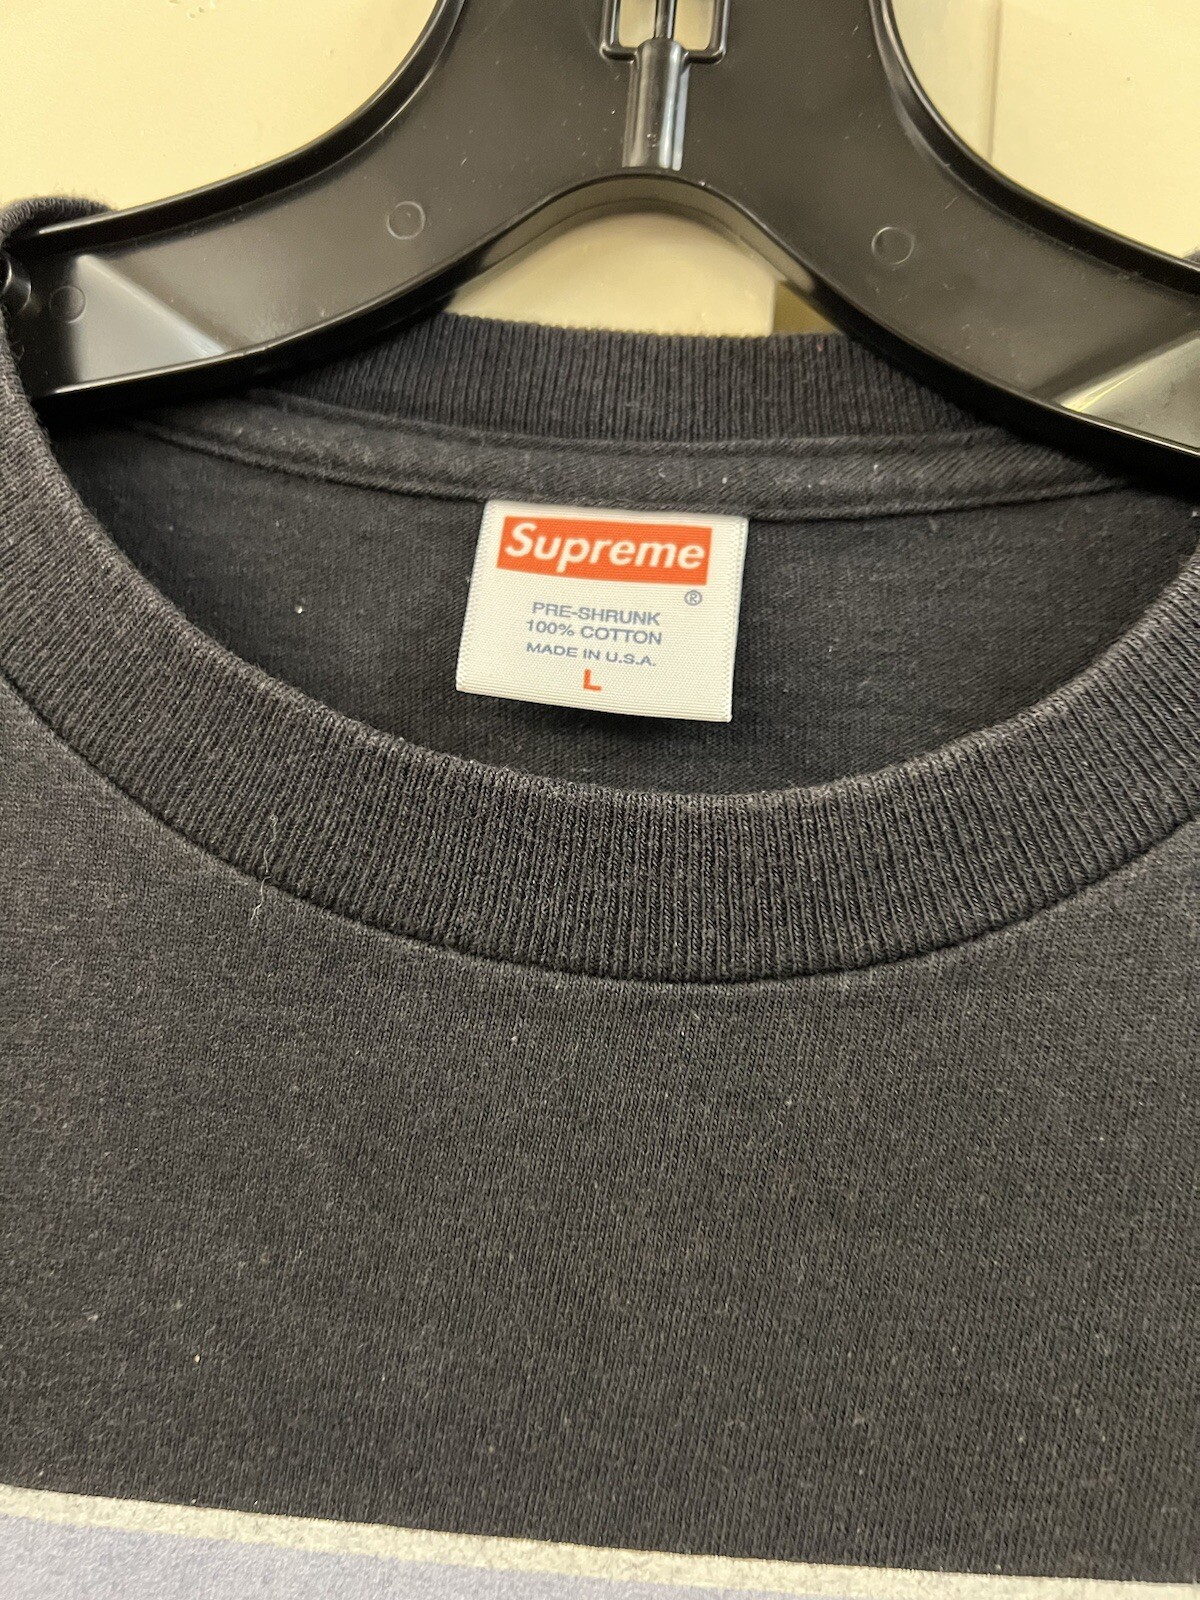 Supreme
®
PRE-SHRUNK
100% COTTON
MADE IN U.S.A.
L